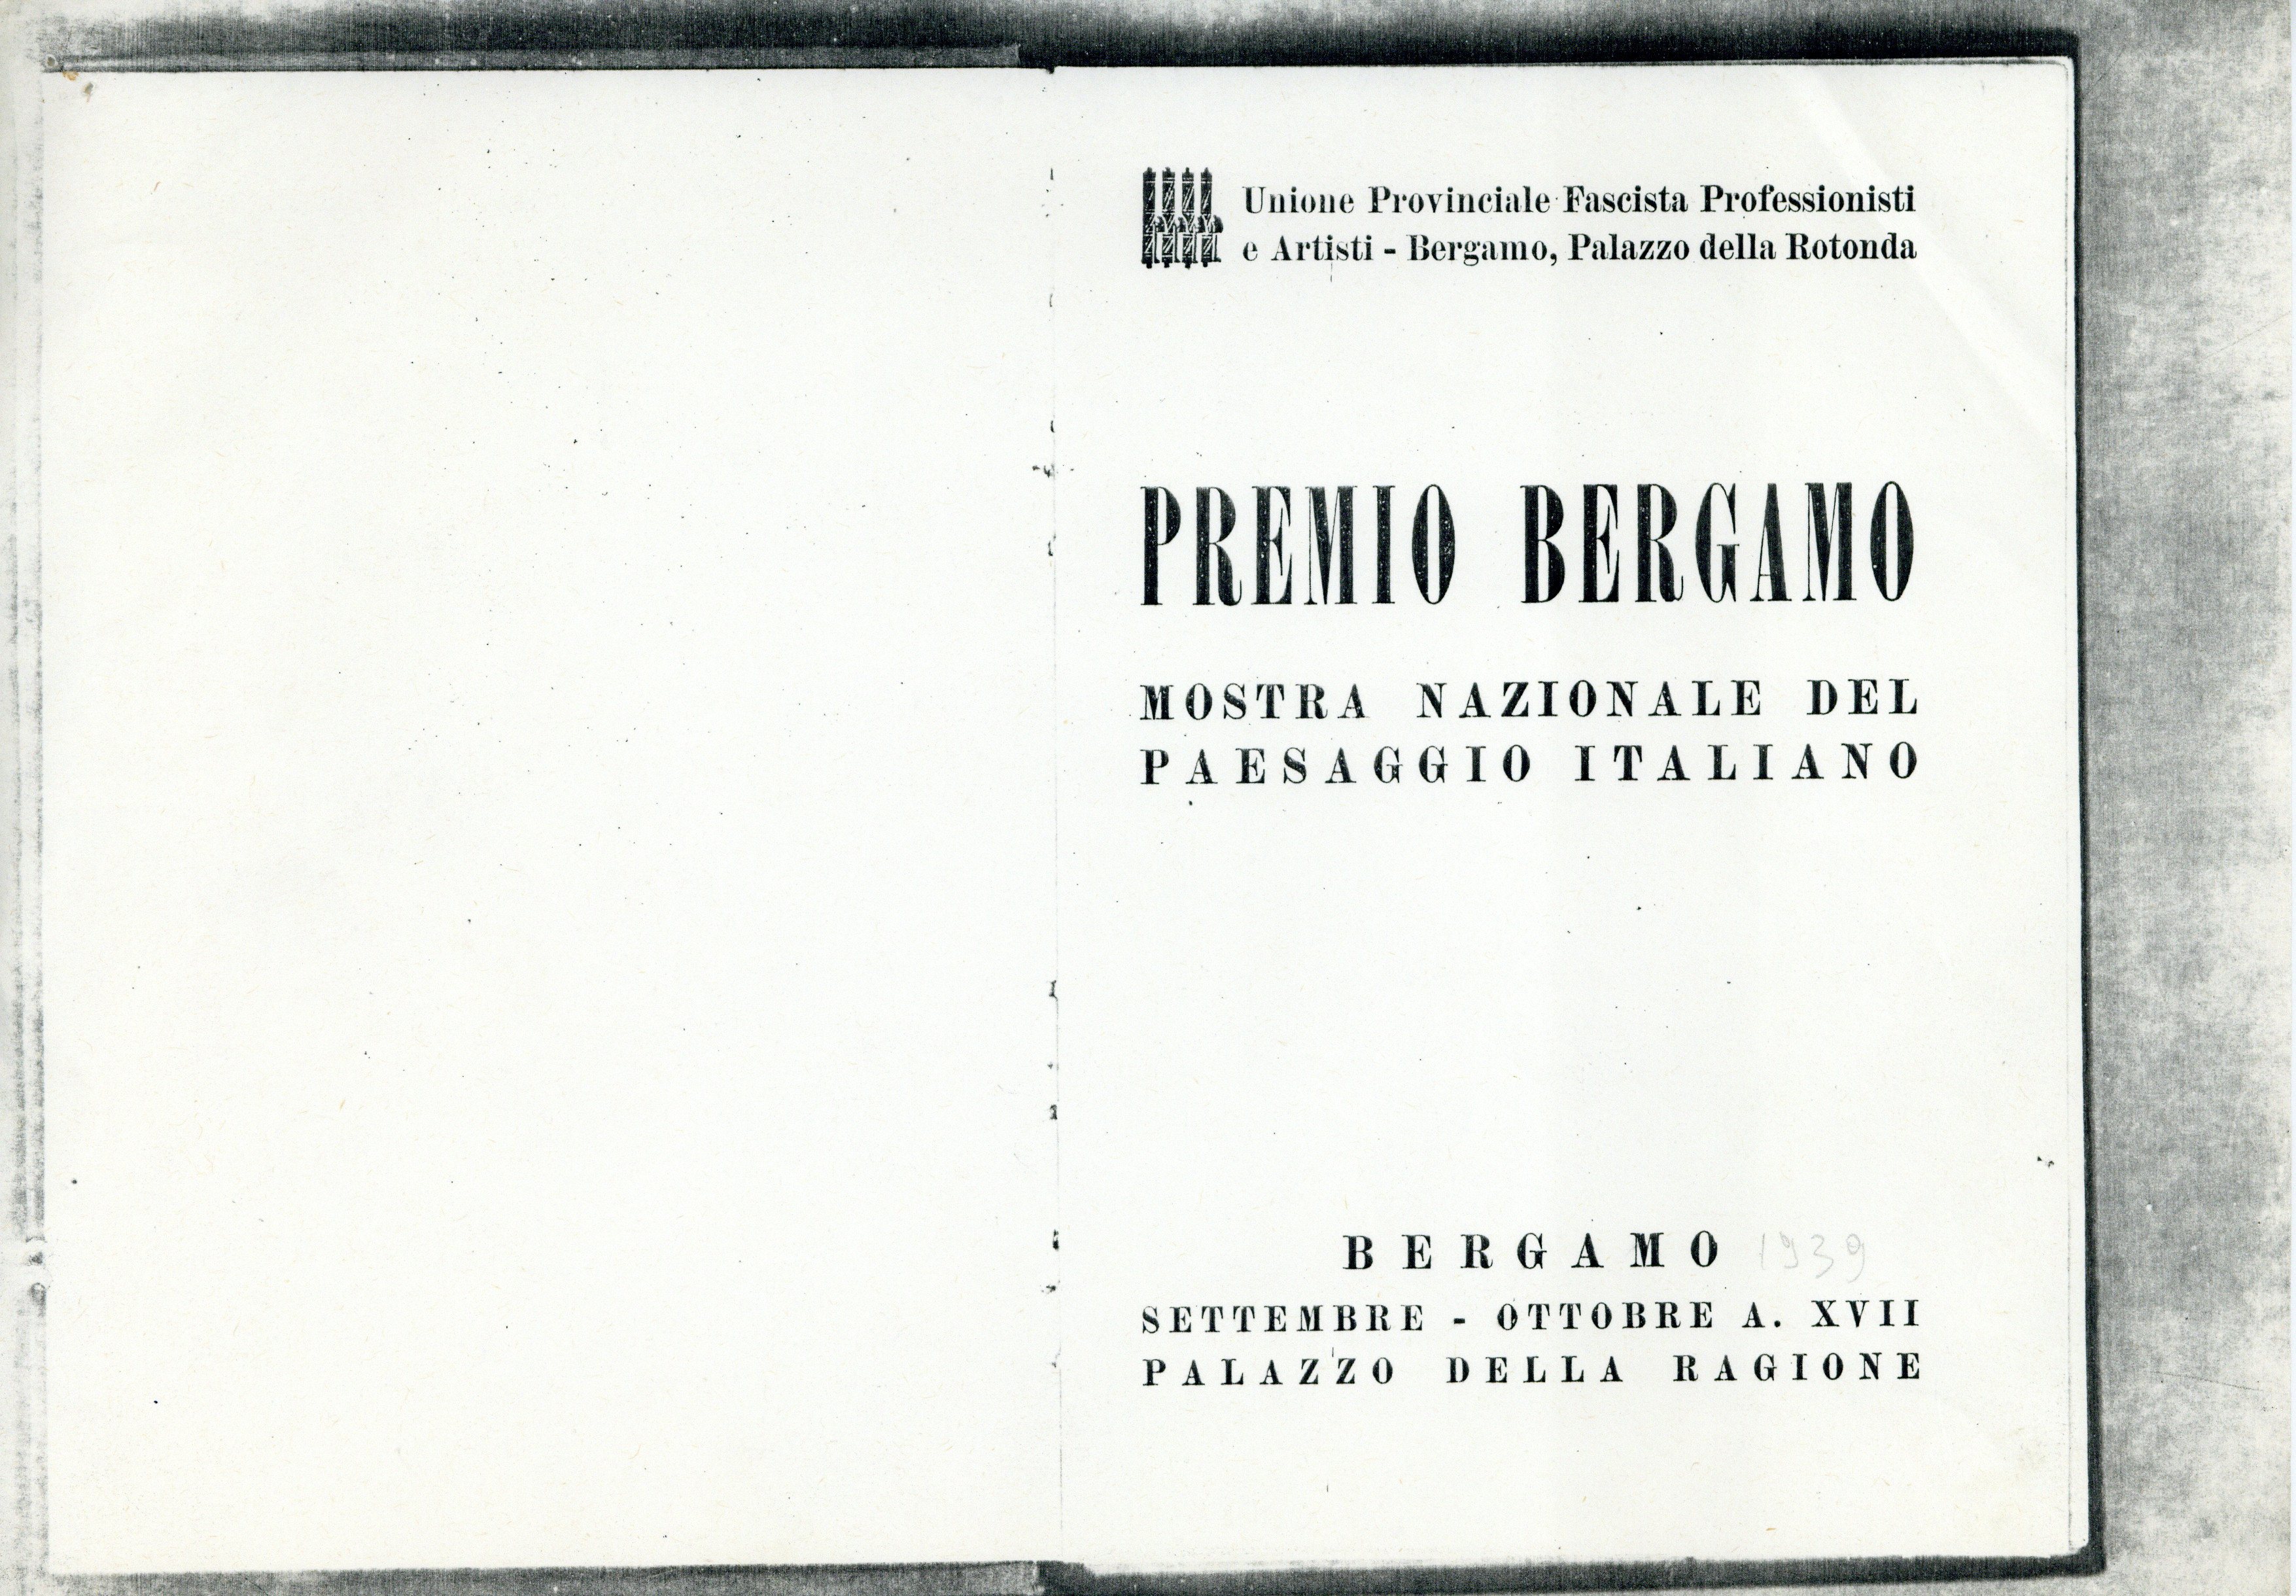 Unione Provinciale Fascista Professionisti
e Artisti - Bergamo, Palazzo della Rotonda
PREMIO BERGAMO
MOSTRA NAZIONALE DEL
PAESAGGIO ITALIANO
BERGAMO 1939
SETTEMBRE - OTTOBRE A. XVII
PALAZZO DELLA RAGIONE